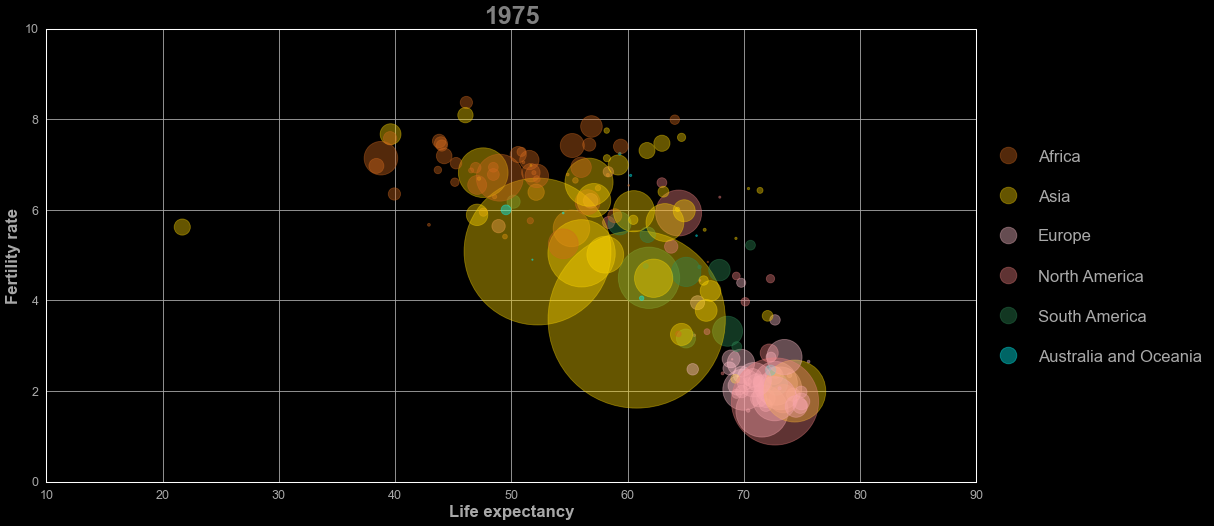 1975
10
8
6
4
2
0
Fertility rate
10 20 30 40 50 60 70 80 90
Life expectancy
Africa
Asia
Europe
North America
South America
Australia and Oceania